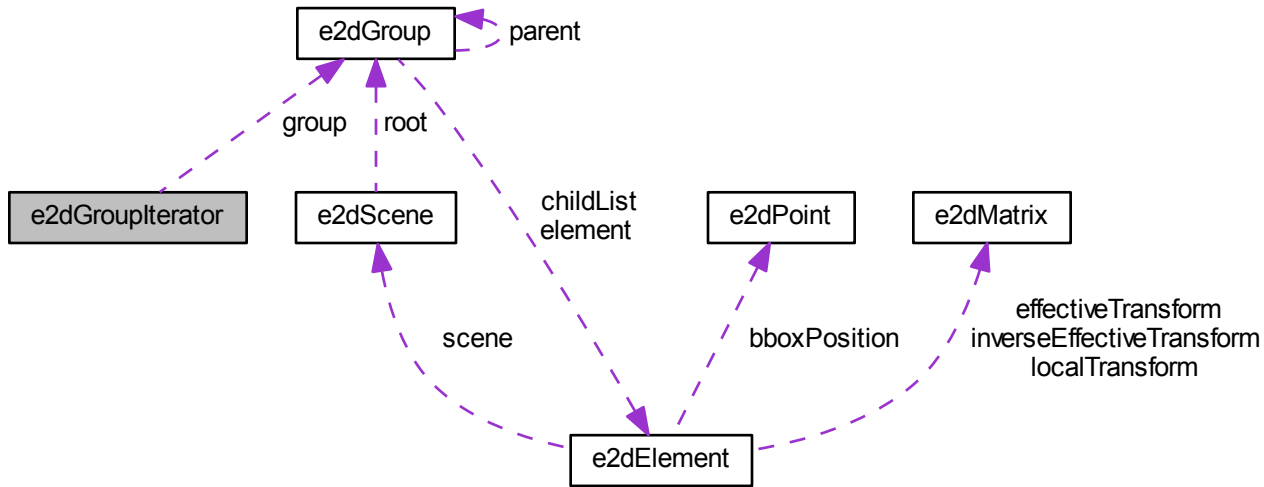 e2dGroup
parent
group
root
e2dGroupIterator
e2dScene
childList
element
e2dPoint
e2dMatrix
scene
bboxPosition
effectiveTransform
inverseEffectiveTransform
localTransform
e2dElement